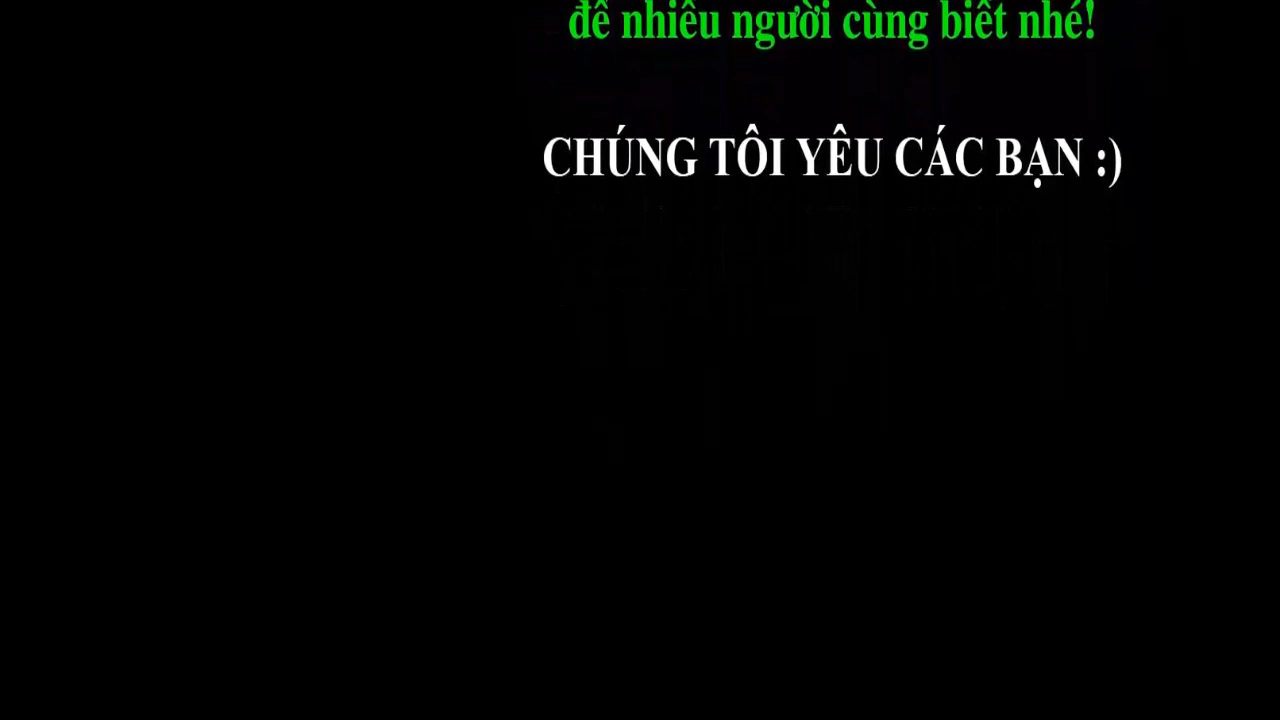 để nhiều người cùng biết nhé!
CHÚNG TÔI YÊU CÁC BẠN :)